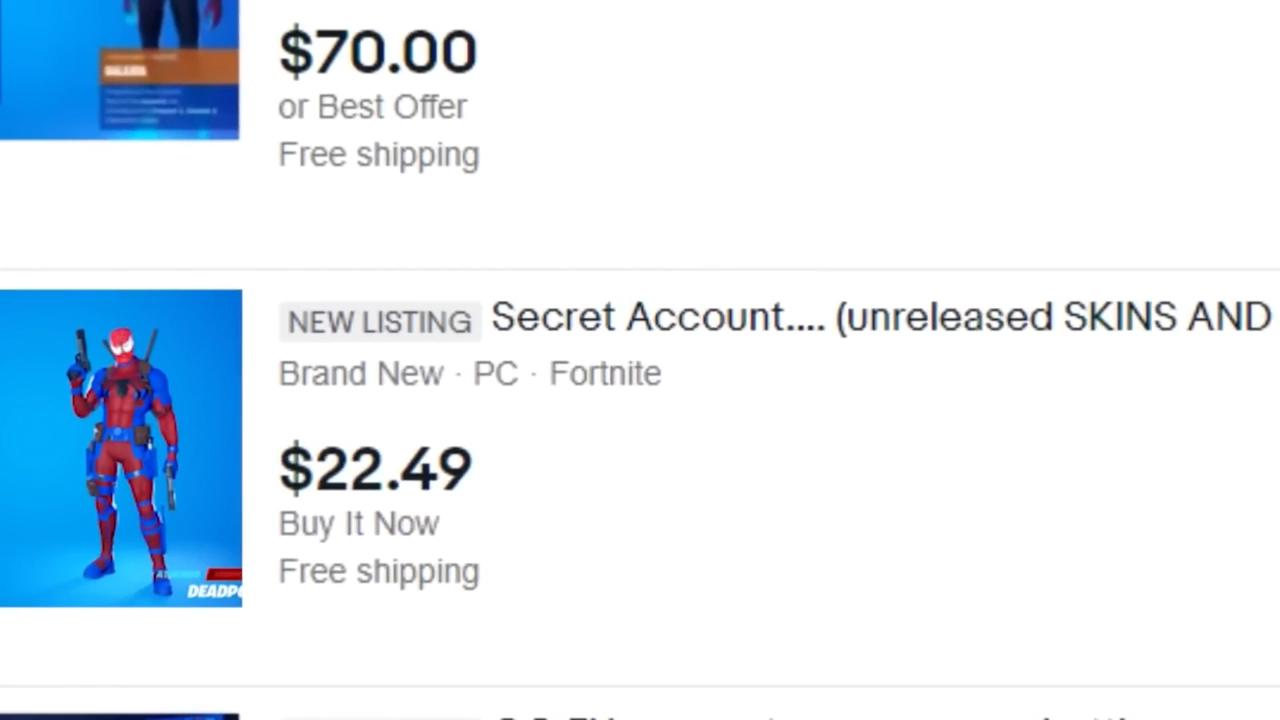 $70.00
or Best Offer
Free shipping
NEW LISTING Secret Account.... (unreleased SKINS AND
Brand New · PC · Fortnite
$22.49
Buy It Now
Free shipping